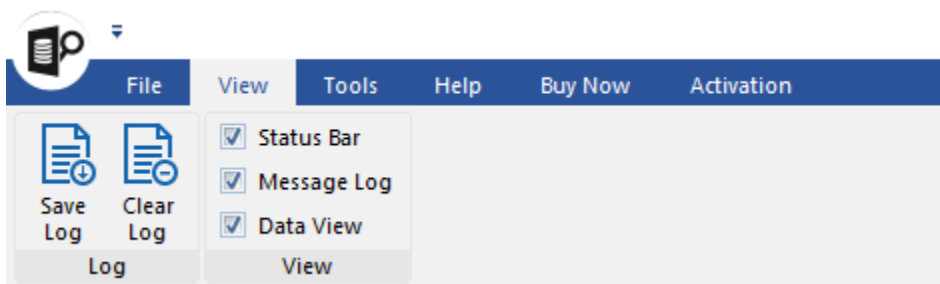 File View Tools Help Buy Now Activation
Save Log
Clear Log
Status Bar
Message Log
Data View
Log
View